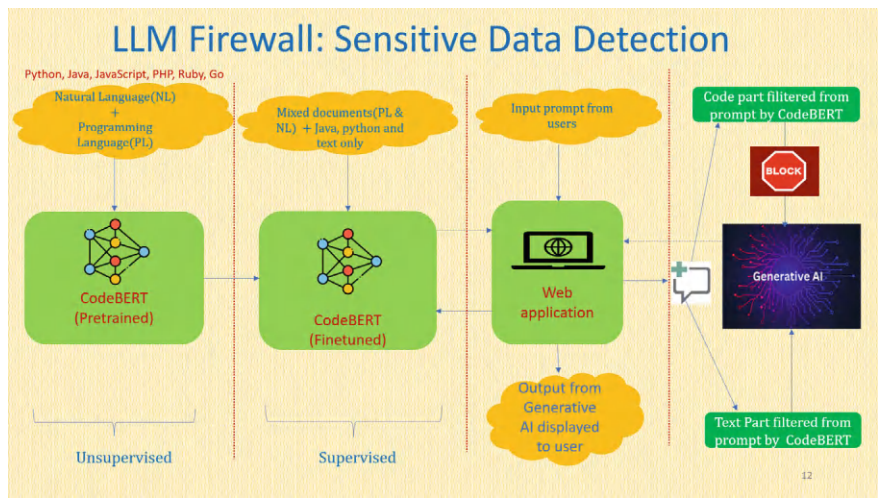 LLM Firewall: Sensitive Data Detection
Python, Java, JavaScript, PHP, Ruby, Go
Natural Language(NL)
+
Programming
Language(PL)
Mixed documents(PL &
NL) + Java, python and
text only
Input prompt from
users
Code part filitered from
prompt by CodeBERT
BLOCK
CodeBERT
(Pretrained)
CodeBERT
(Finetuned)
Web
application
Generative AI
Output from
Generative
AI displayed
to user
Text Part filtered from
prompt by CodeBERT
Unsupervised
Supervised
12